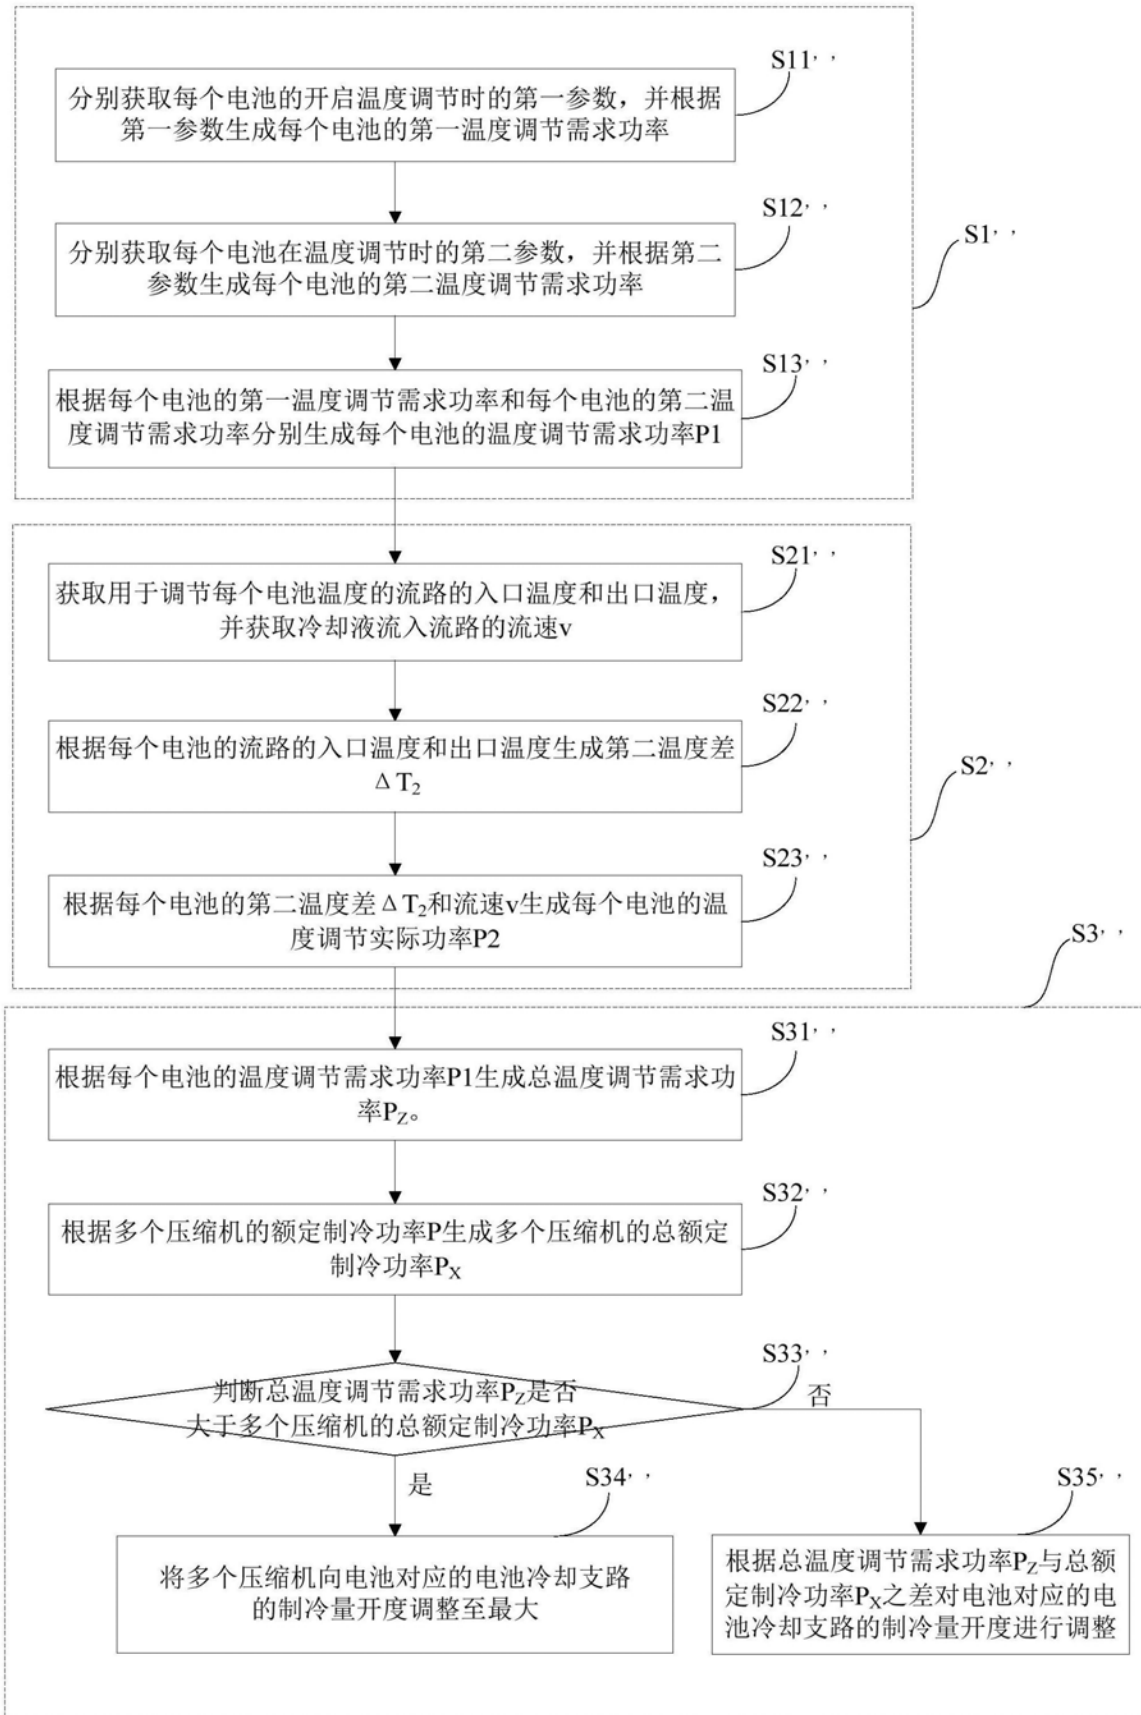 S11, ,
分别获取每个电池的开启温度调节时的第一参数，并根据
第一参数生成每个电池的第一温度调节需求功率
S12, ,
分别获取每个电池在温度调节时的第二参数，并根据第二
参数生成每个电池的第二温度调节需求功率
S1, ,
S13, ,
根据每个电池的第一温度调节需求功率和每个电池的第二温
度调节需求功率分别生成每个电池的温度调节需求功率P1
S21, ,
获取用于调节每个电池温度的流路的入口温度和出口温度，
并获取冷却液流入流路的流速v
S22, ,
根据每个电池的流路的入口温度和出口温度生成第二温度差
ΔT₂
S2, ,
S23, ,
根据每个电池的第二温度差ΔT₂和流速v生成每个电池的温
度调节实际功率P2
S3, ,
S31, ,
根据每个电池的温度调节需求功率P1生成总温度调节需求功
率PZ。
S32, ,
根据多个压缩机的额定制冷功率P生成多个压缩机的总额定
制冷功率PX
S33, ,
判断总温度调节需求功率PZ是否
大于多个压缩机的总额定制冷功率PX
否
是
S34, ,
将多个压缩机向电池对应的电池冷却支路
的制冷量开度调整至最大
S35, ,
根据总温度调节需求功率PZ与总额
定制冷功率PX之差对电池对应的电
池冷却支路的制冷量开度进行调整